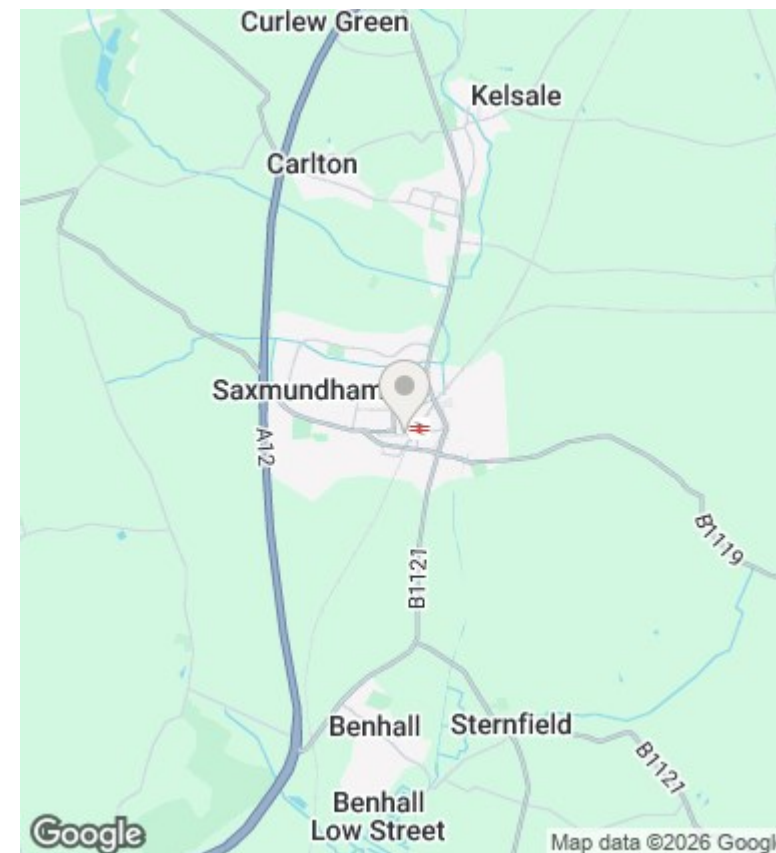 Curlew Green
Kelsale
Carlton
Saxmundham
A12
B1119
B1121
Benhall
Sternfield
B1121
Benhall
Low Street
Google
Map data ©2026 Googl